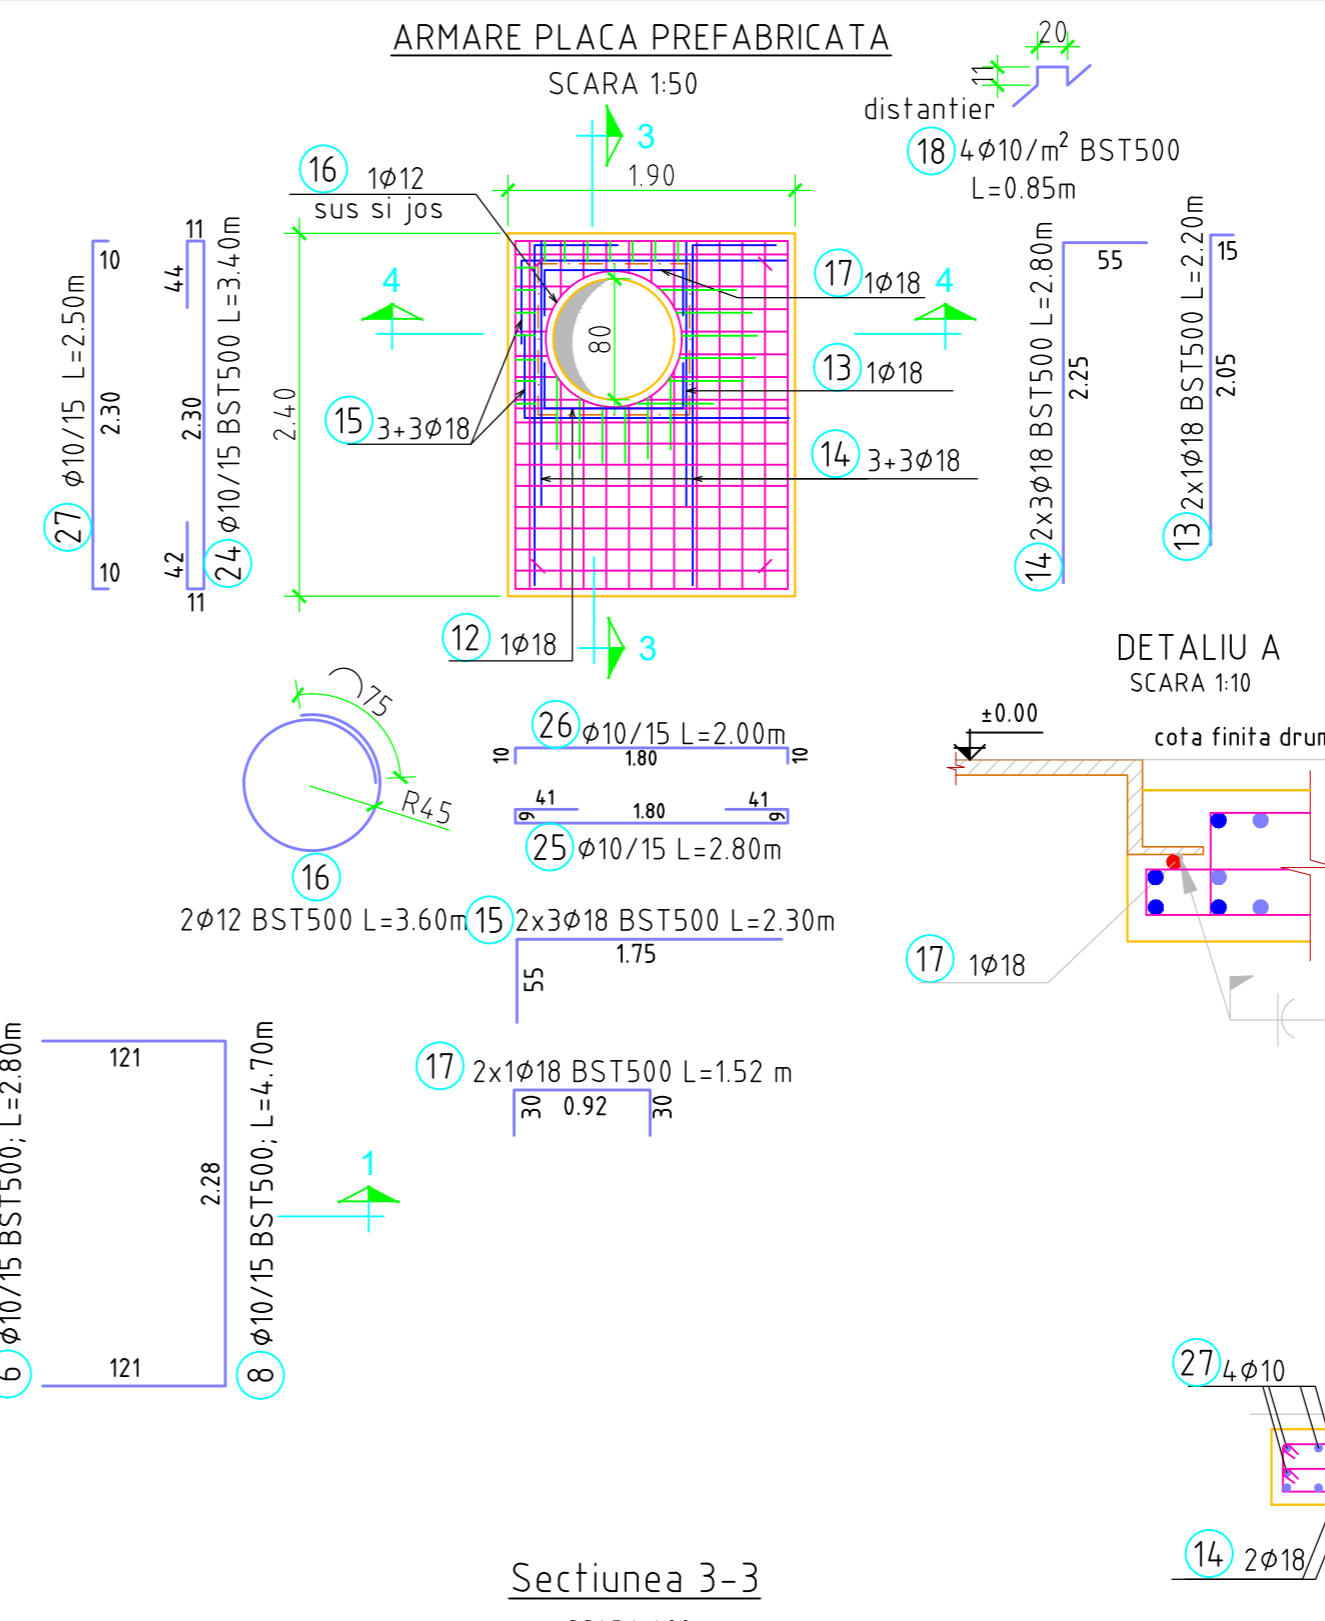 ARMARE PLACA PREFABRICATA
SCARA 1:50
20
11
distantier
18 4φ10/m² BST500
L=0.85m
3
16 1φ12
sus si jos
1.90
27 φ10/15 L=2.50m
10
2.30
10
11
44
2.30
42
11
24 φ10/15 BST500 L=3.40m
2.40
4
80
17 1φ18
4
13 1φ18
15 3+3φ18
14 3+3φ18
12 1φ18
3
14 2x3φ18 BST500 L=2.80m
55
2.25
13 2x1φ18 BST500 L=2.20m
15
2.05
DETALIU A
SCARA 1:10
±0.00
cota finita drum
17 1φ18
75
R45
16
2φ12 BST500 L=3.60m
26 φ10/15 L=2.00m
10 1.80 10
41 1.80 41
9 9
25 φ10/15 L=2.80m
15 2x3φ18 BST500 L=2.30m
1.75
55
17 2x1φ18 BST500 L=1.52 m
30 0.92 30
6 φ10/15 BST500; L=2.80m
121
2.28
121
8 φ10/15 BST500; L=4.70m
1
27 4φ10
14 2φ18
Sectiunea 3-3